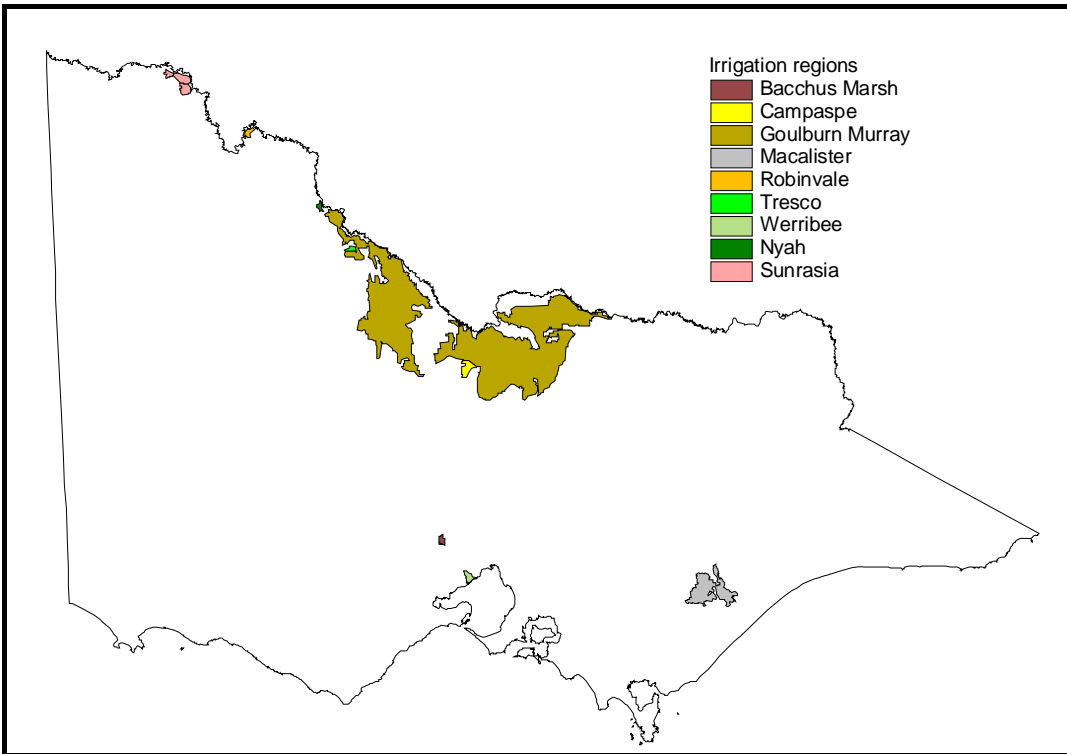 Irrigation regions
Bacchus Marsh
Campaspe
Goulburn Murray
Macalister
Robinvale
Tresco
Werribee
Nyah
Sunrasia